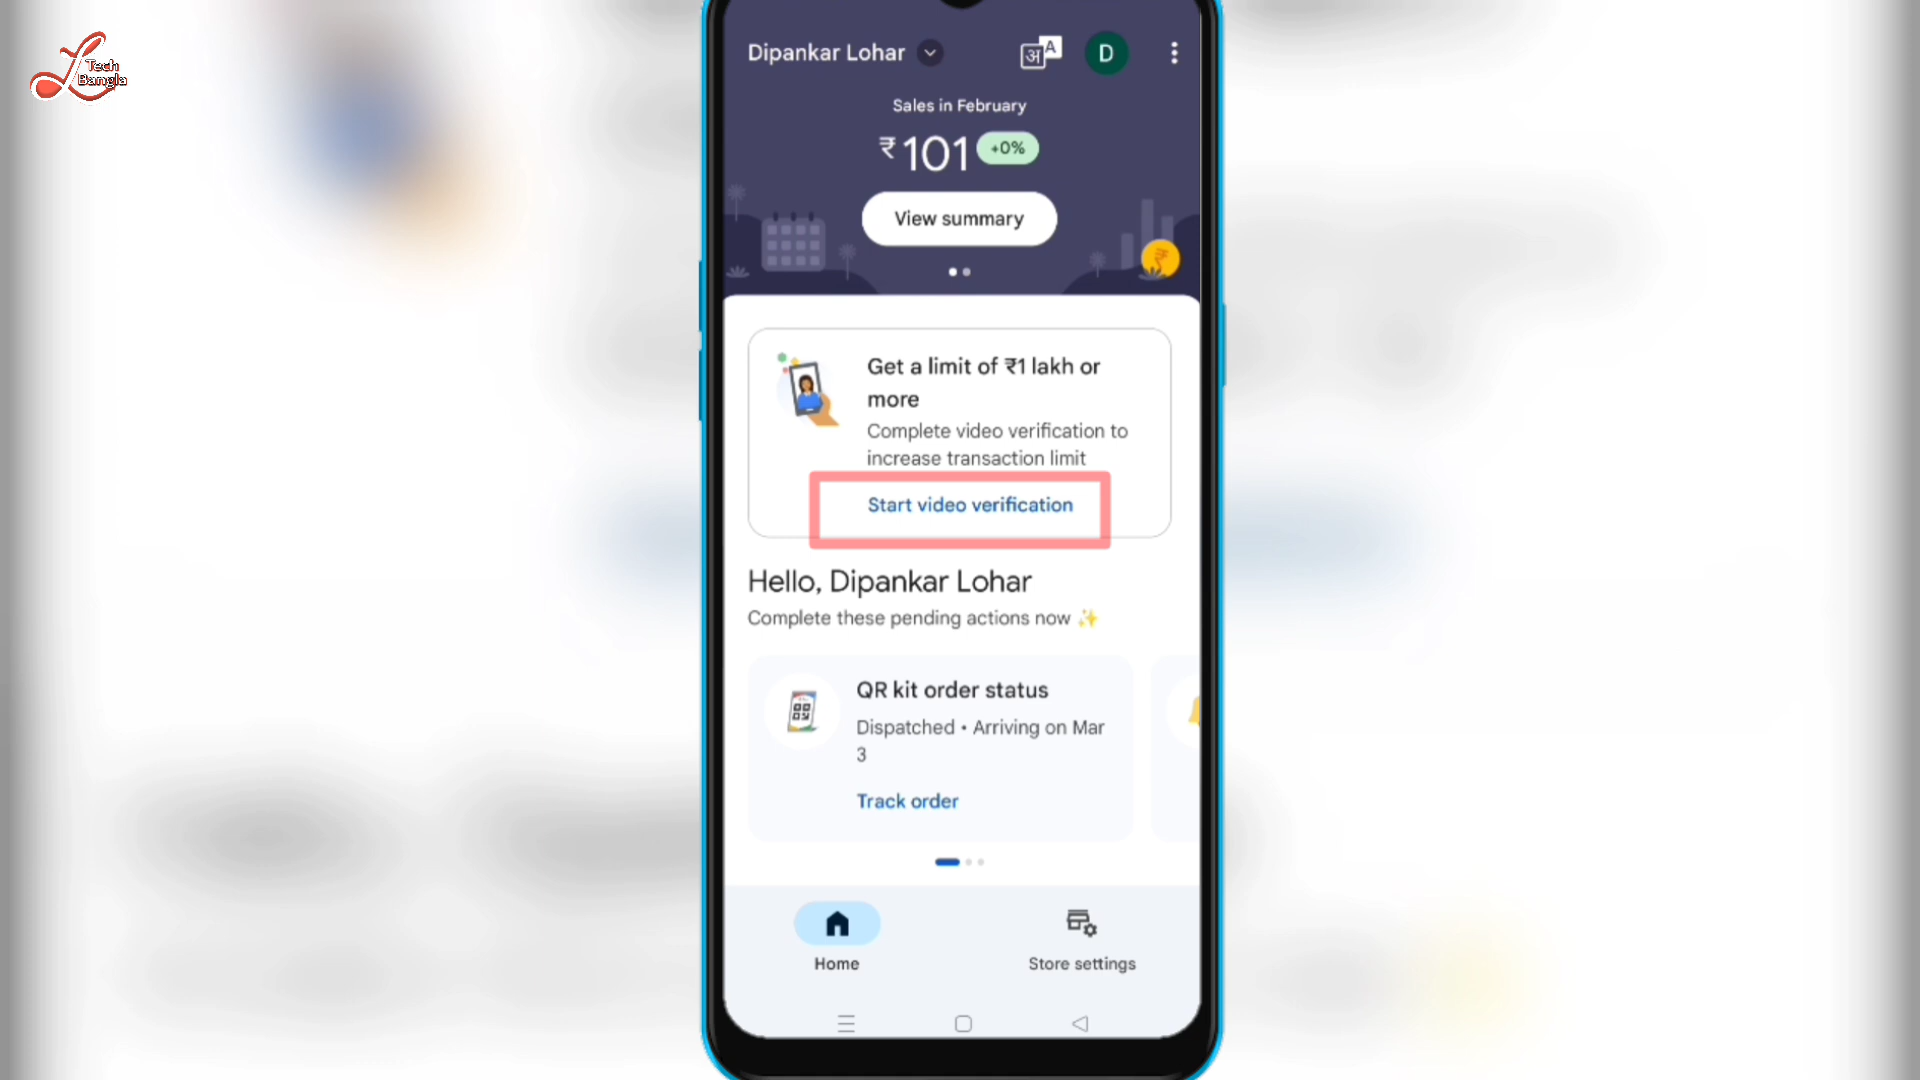 Tech
Bangla
Dipankar Lohar
अ A
D
Sales in February
₹101 +0%
View summary
Get a limit of ₹1 lakh or
more
Complete video verification to
increase transaction limit
Start video verification
Hello, Dipankar Lohar
Complete these pending actions now ✨
QR kit order status
Dispatched • Arriving on Mar
3
Track order
Home
Store settings